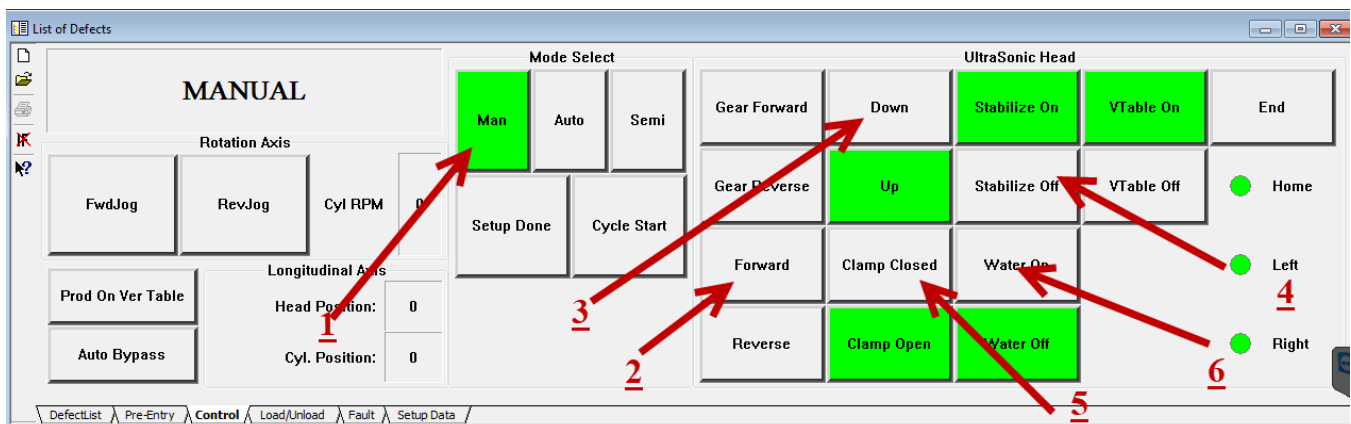 List of Defects
MANUAL
Rotation Axis
FwdJog
RevJog
Cyl RPM
0
Prod On Ver Table
Auto Bypass
Longitudinal Axis
Head Position:
0
Cyl. Position:
0
Mode Select
Man
Auto
Semi
Setup Done
Cycle Start
UltraSonic Head
Gear Forward
Down
Stabilize On
VTable On
End
Gear Reverse
Up
Stabilize Off
VTable Off
Home
Forward
Clamp Closed
Water On
Left
Reverse
Clamp Open
Water Off
Right
1
2
3
4
5
6
DefectList
Pre-Entry
Control
Load/Unload
Fault
Setup Data